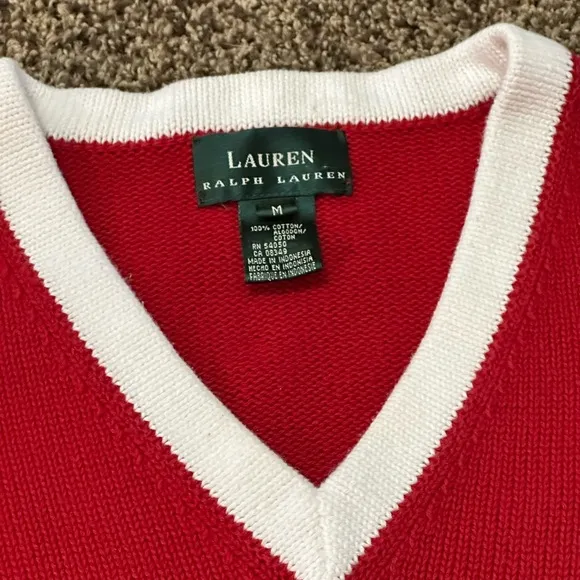 LAUREN
RALPH LAUREN
M
100% COTTON/
ALGODON/
COTON
RN 54050
CA 08349
MADE IN INDONESIA
HECHO EN INDONESIA
FABRIQUE EN INDONESIE